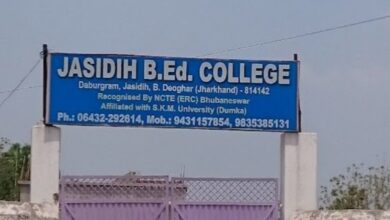 JASIDIH B.Ed. COLLEGE
Daburgram, Jasidih, B. Deoghar (Jharkhand) - 814142
Recognised By NCTE (ERC) Bhubaneswar
Affiliated with S.K.M. University (Dumka)
Ph.: 06432-292614, Mob.: 9431157854, 9835385131